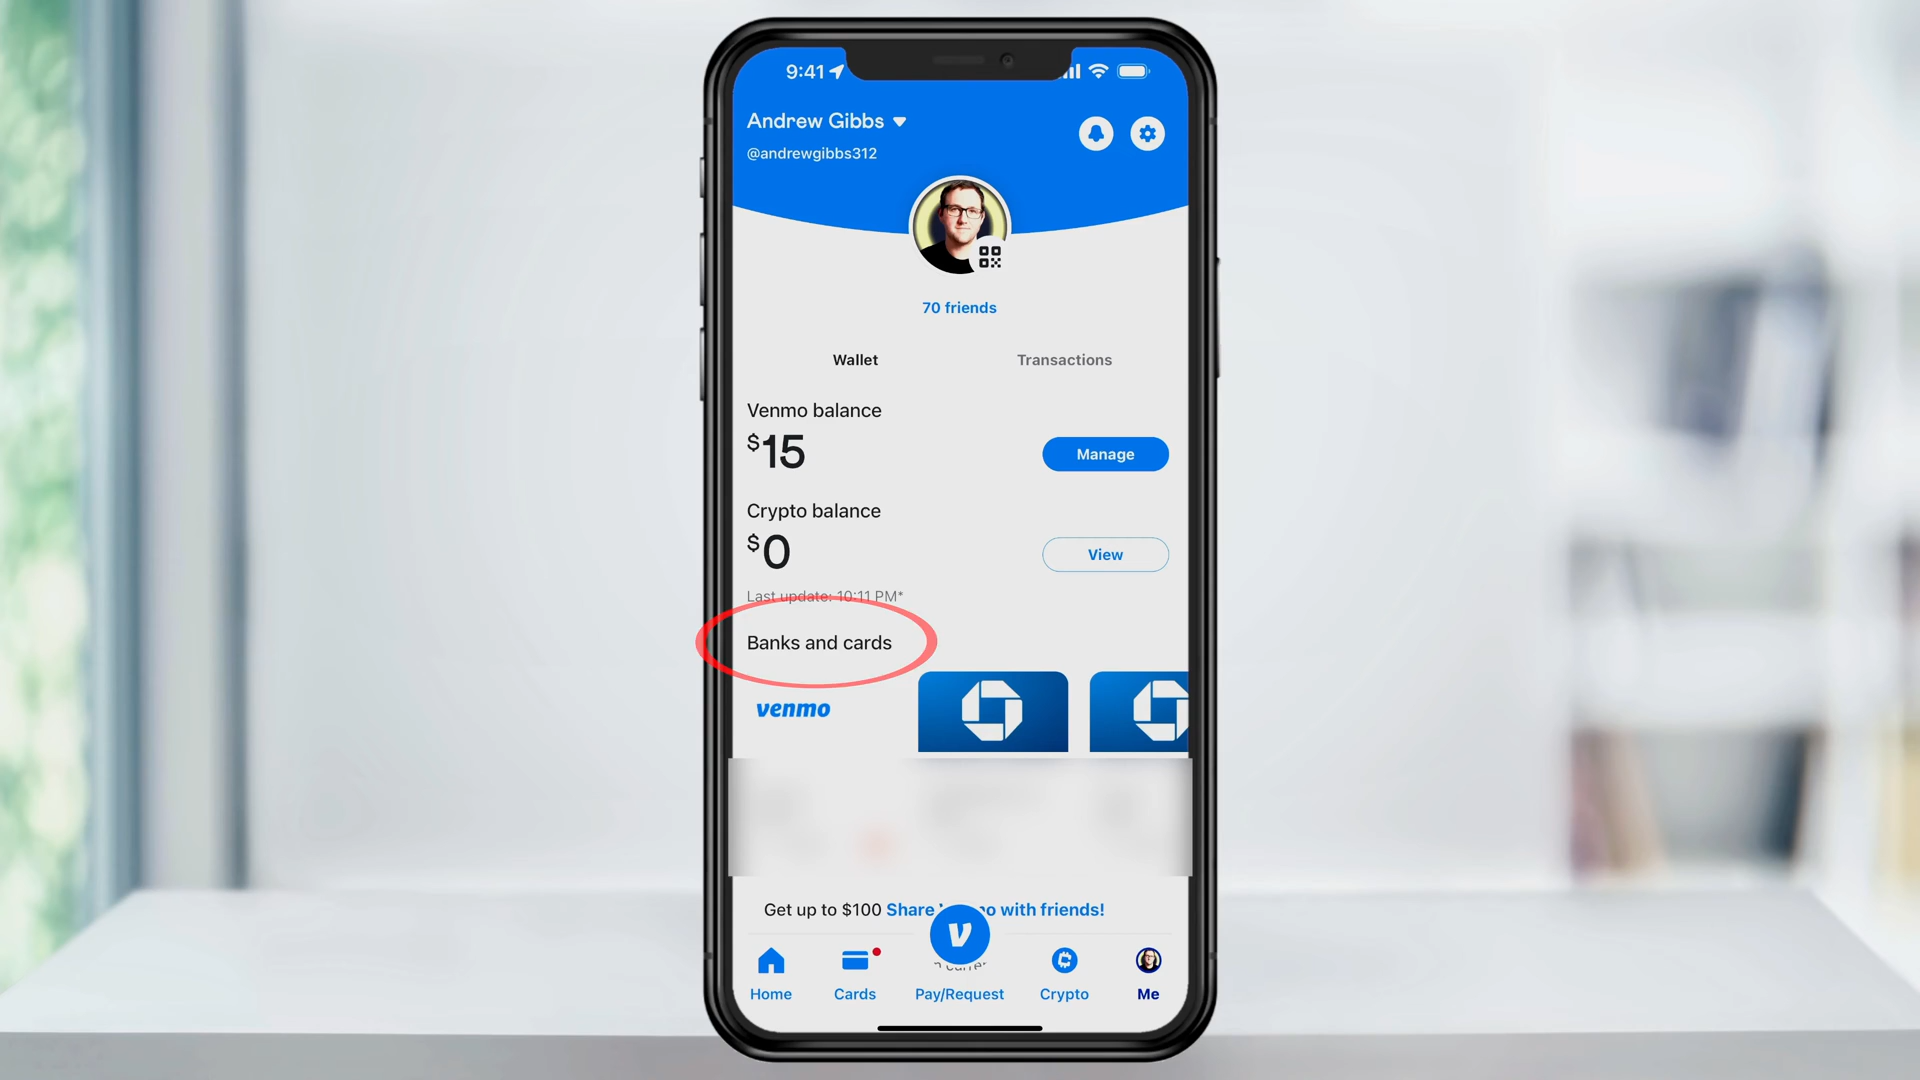 9:41
Andrew Gibbs
@andrewgibbs312
70 friends
Wallet Transactions
Venmo balance
$15
Manage
Crypto balance
$0
View
Last update: 10:11 PM*
Banks and cards
venmo
Get up to $100 Share with friends!
V
Home Cards Pay/Request Crypto Me